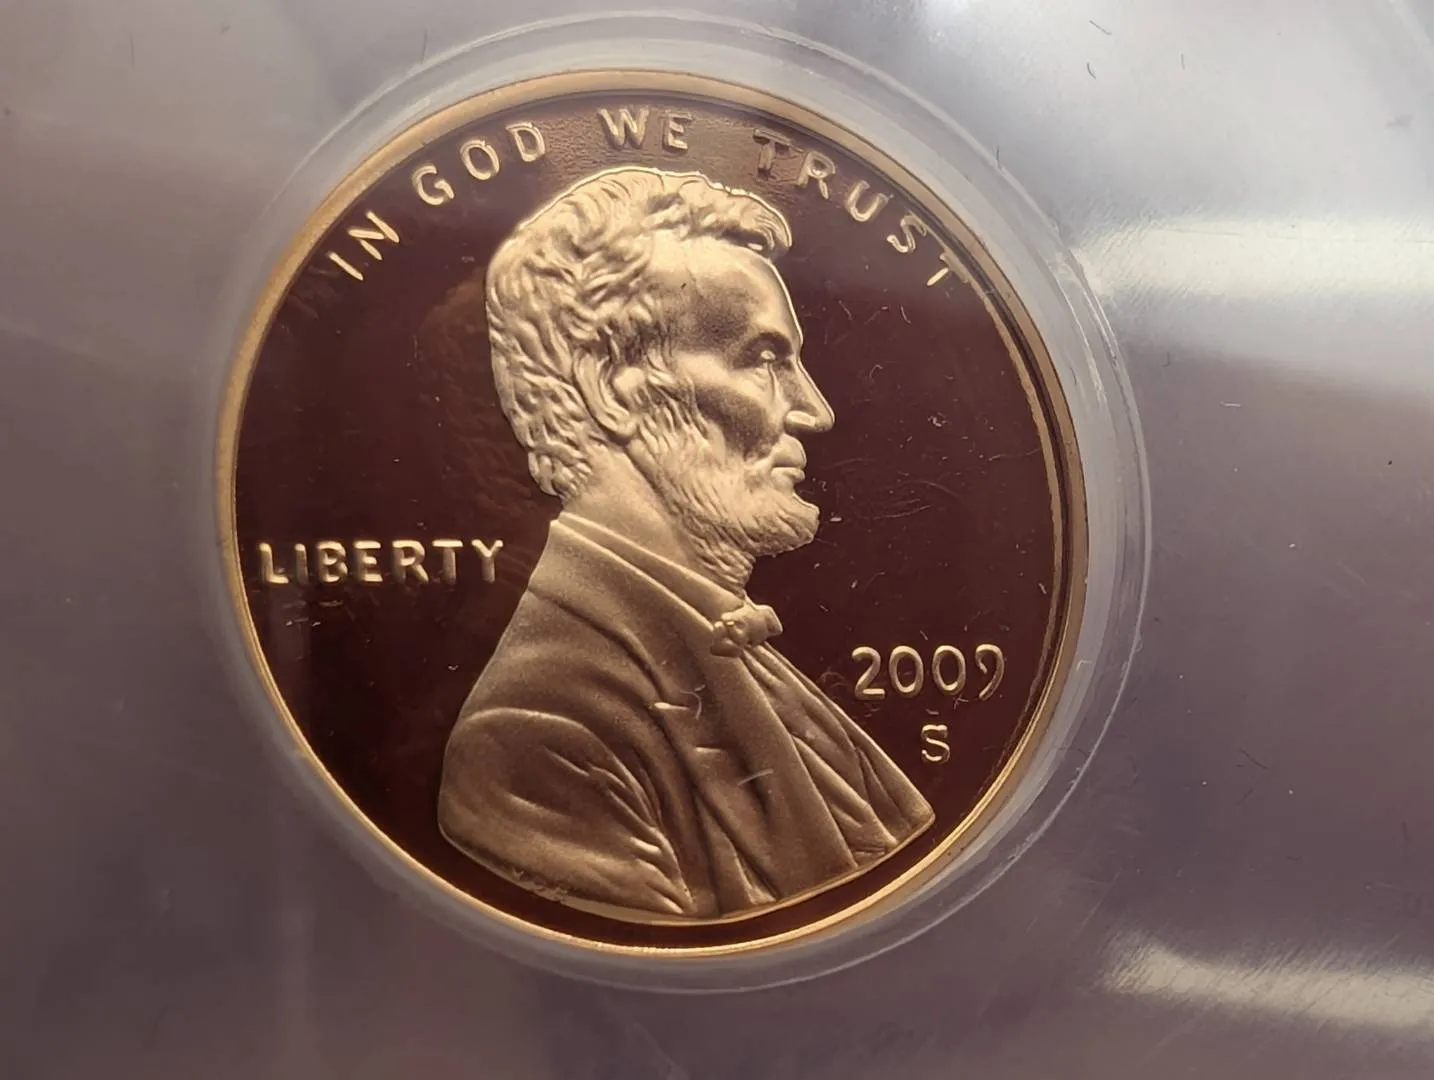 IN GOD WE TRUST
LIBERTY
2009
S